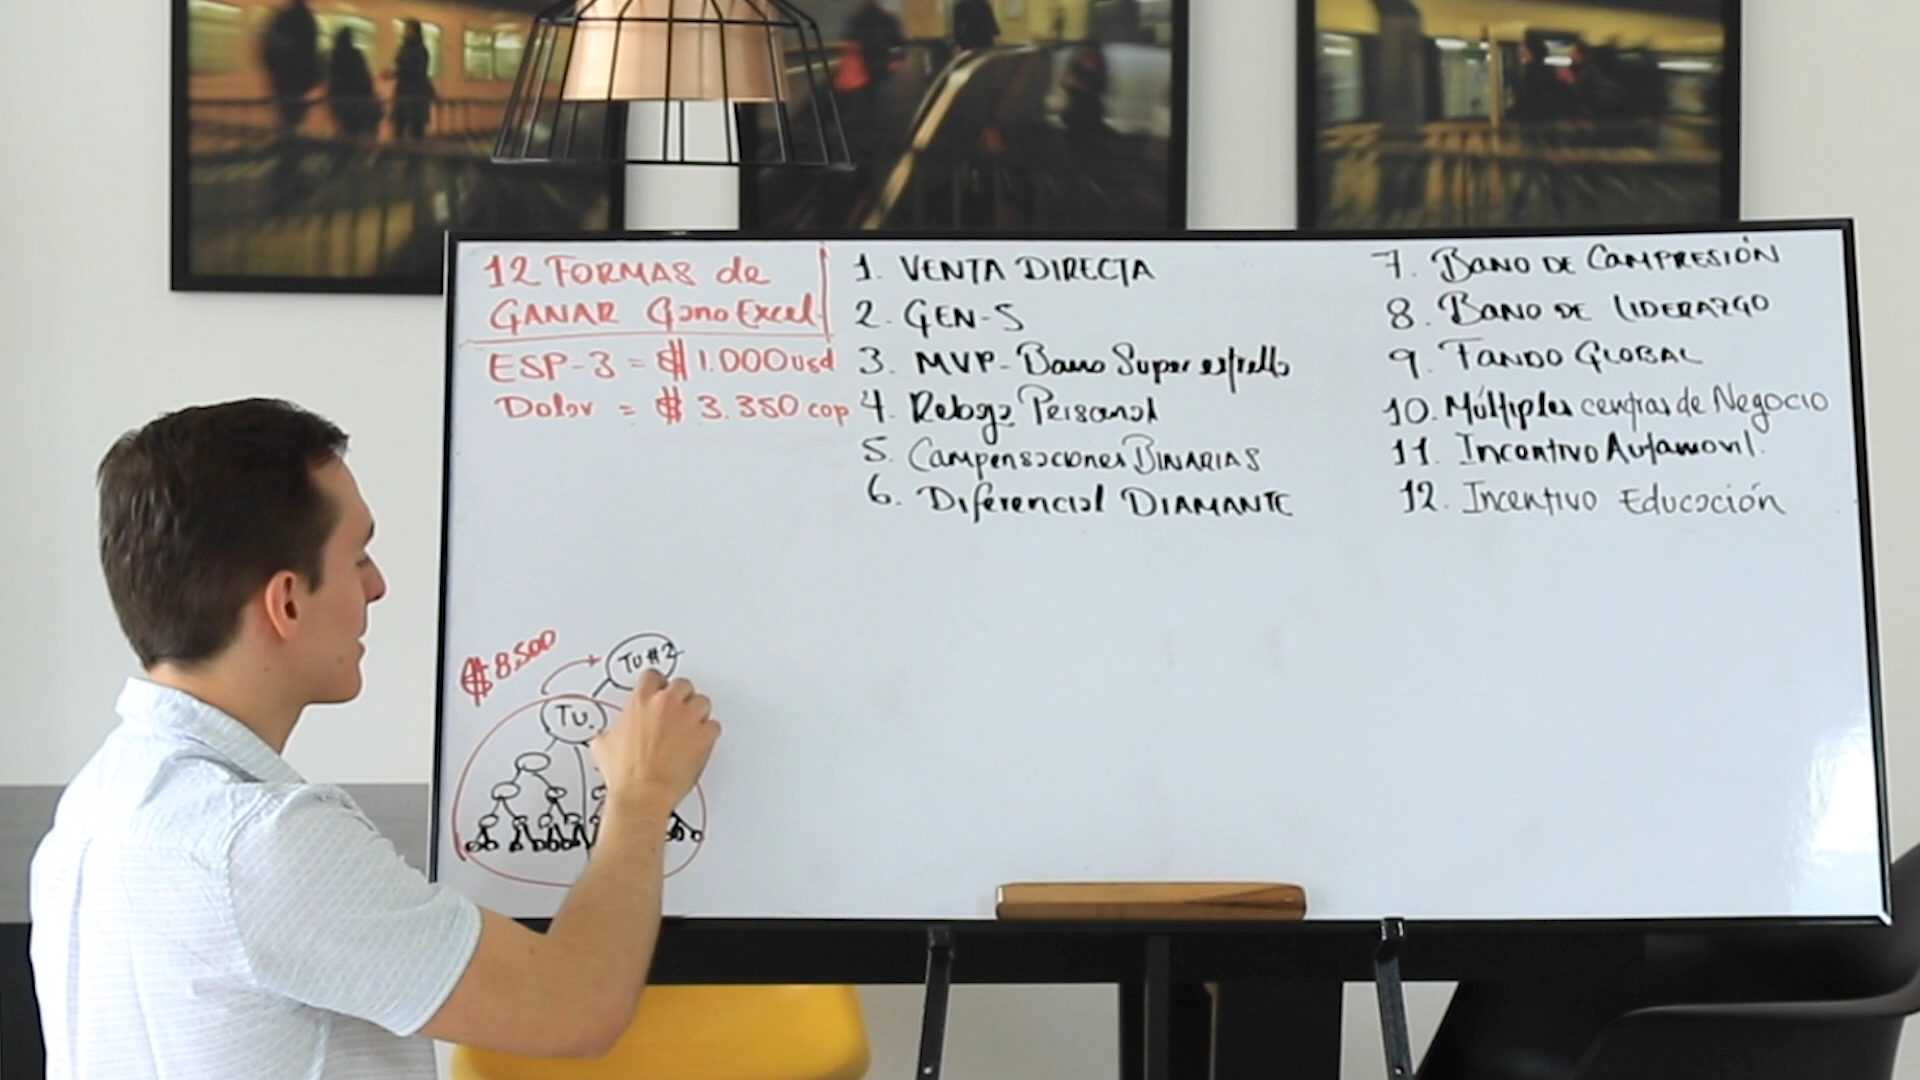 12 FORMAS de
GANAR GanoExcel
ESP-3 = $ 1.000 usd
Dolar = $ 3.350 cop
1. VENTA DIRECTA
2. GEN-5
3. MVP-Bono Super estrella
4. Rebaja Personal
5. Compensaciones BINARIAS
6. Diferencial DIAMANTE
7. BONO DE COMPRESIÓN
8. BONO DE LIDERAZGO
9. FONDO GLOBAL
10. Múltiples centros de Negocio
11. Incentivo Automovil.
12. Incentivo Educación
$ 8,500
TU #2
TU.